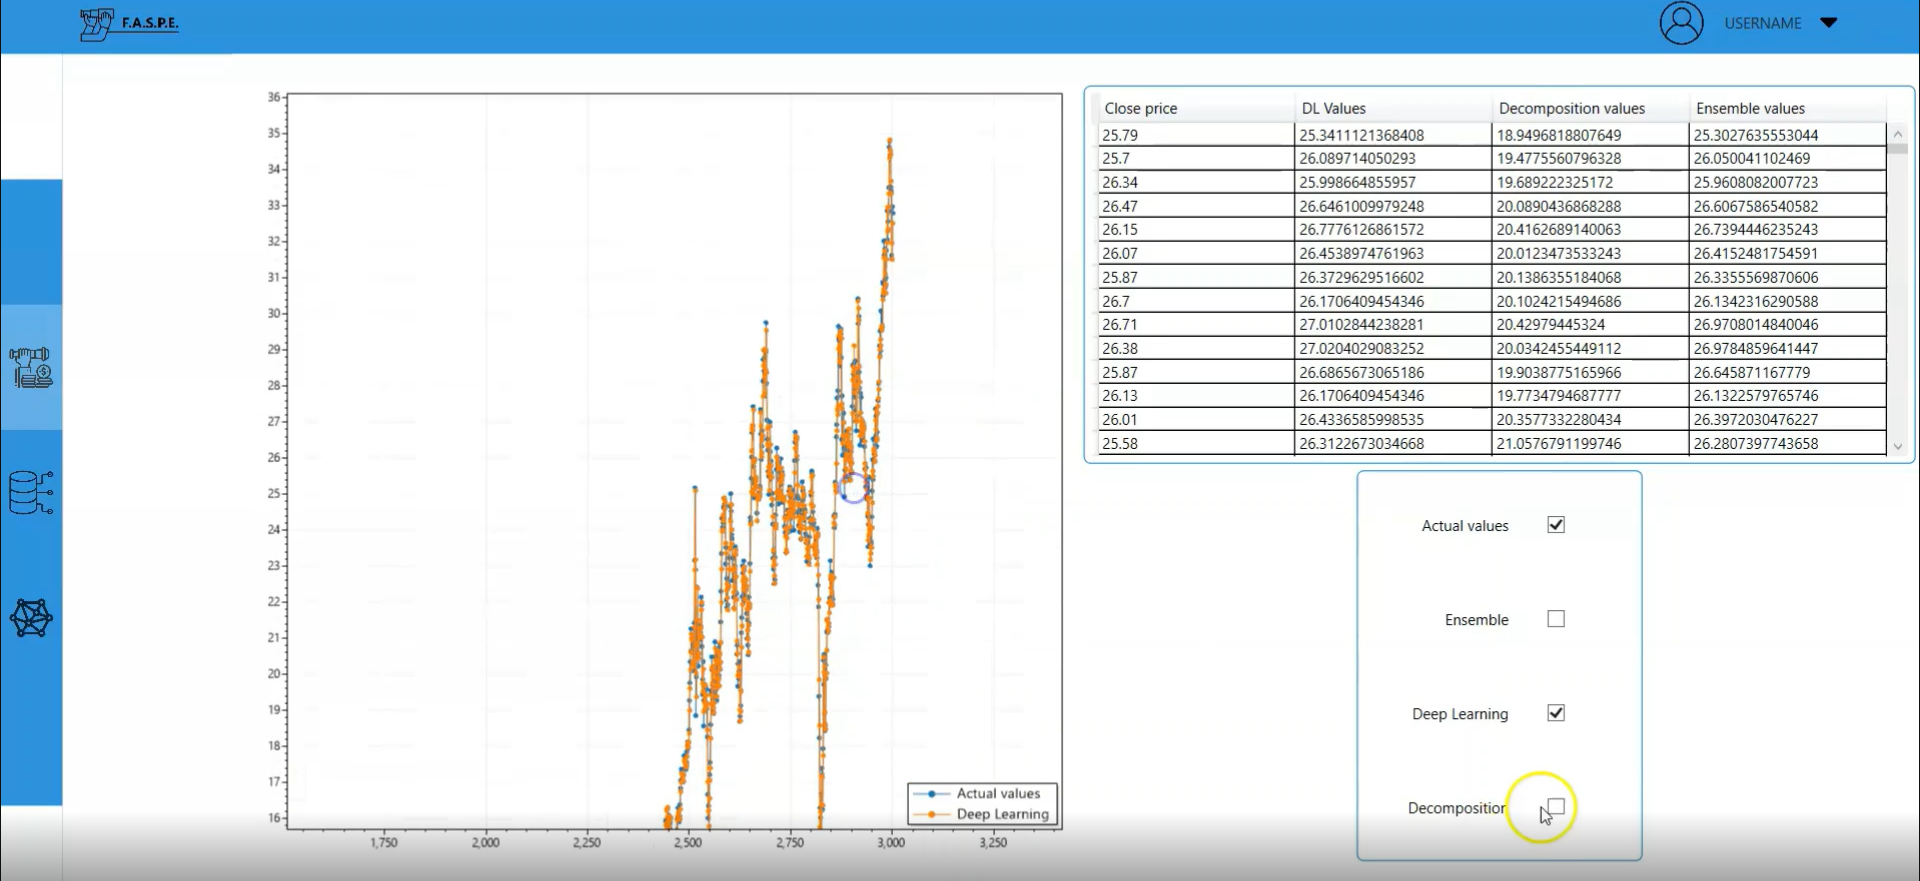 F.A.S.P.E.
USERNAME
36
35
34
33
32
31
30
29
28
27
26
25
24
23
22
21
20
19
18
17
16
1,750 2,000 2,250 2,500 2,750 3,000 3,250
Actual values
Deep Learning
Close price DL Values Decomposition values Ensemble values
25.79 25.3411121368408 18.9496818807649 25.3027635553044
25.7 26.089714050293 19.4775560796328 26.050041102469
26.34 25.998664855957 19.689222325172 25.9608082007723
26.47 26.6461009979248 20.0890436868288 26.6067586540582
26.15 26.7776126861572 20.4162689140063 26.7394446235243
26.07 26.4538974761963 20.0123473533243 26.4152481754591
25.87 26.3729629516602 20.1386355184068 26.3355569870606
26.7 26.1706409454346 20.1024215494686 26.1342316290588
26.71 27.0102844238281 20.42979445324 26.9708014840046
26.38 27.0204029083252 20.0342455449112 26.9784859641447
25.87 26.6865673065186 19.9038775165966 26.645871167779
26.13 26.1706409454346 19.7734794687777 26.1322579765746
26.01 26.4336585998535 20.3577332280434 26.3972030476227
25.58 26.3122673034668 21.0576791199746 26.2807397743658
Actual values
Ensemble
Deep Learning
Decomposition